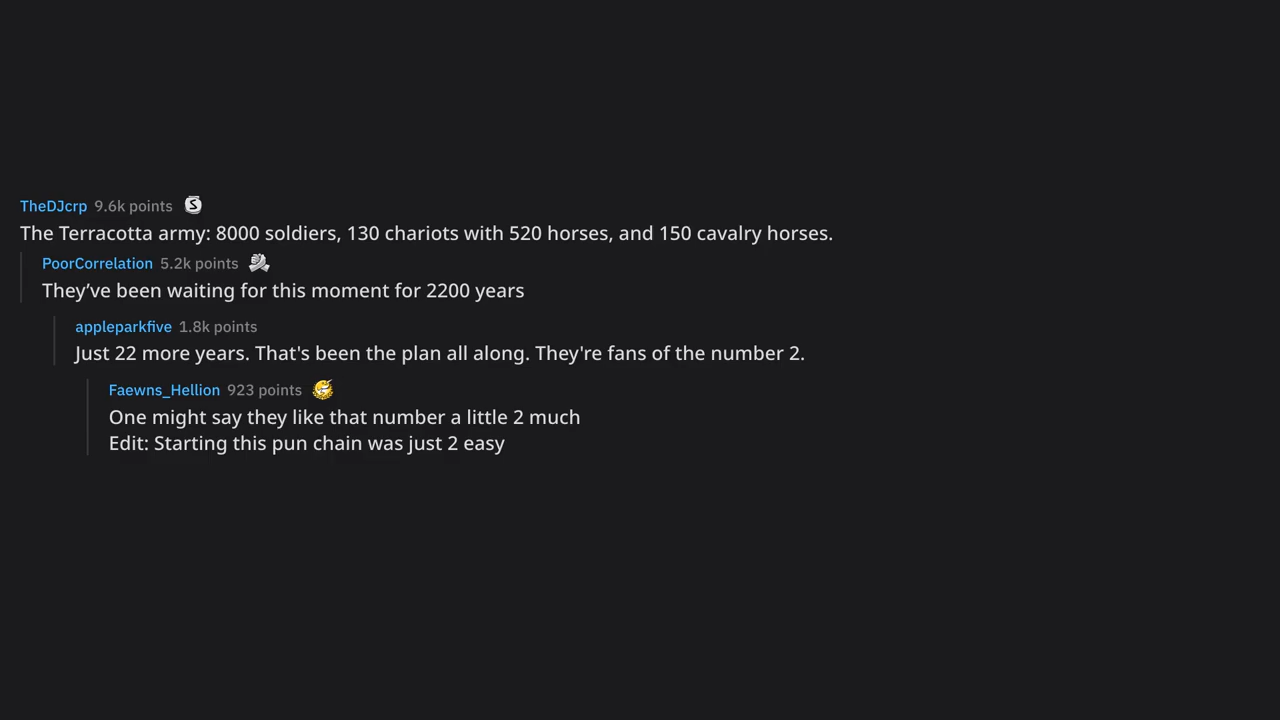 TheDJcrp 9.6k points
The Terracotta army: 8000 soldiers, 130 chariots with 520 horses, and 150 cavalry horses.
PoorCorrelation 5.2k points
They’ve been waiting for this moment for 2200 years
appleparkfive 1.8k points
Just 22 more years. That's been the plan all along. They're fans of the number 2.
Faewns_Hellion 923 points
One might say they like that number a little 2 much
Edit: Starting this pun chain was just 2 easy